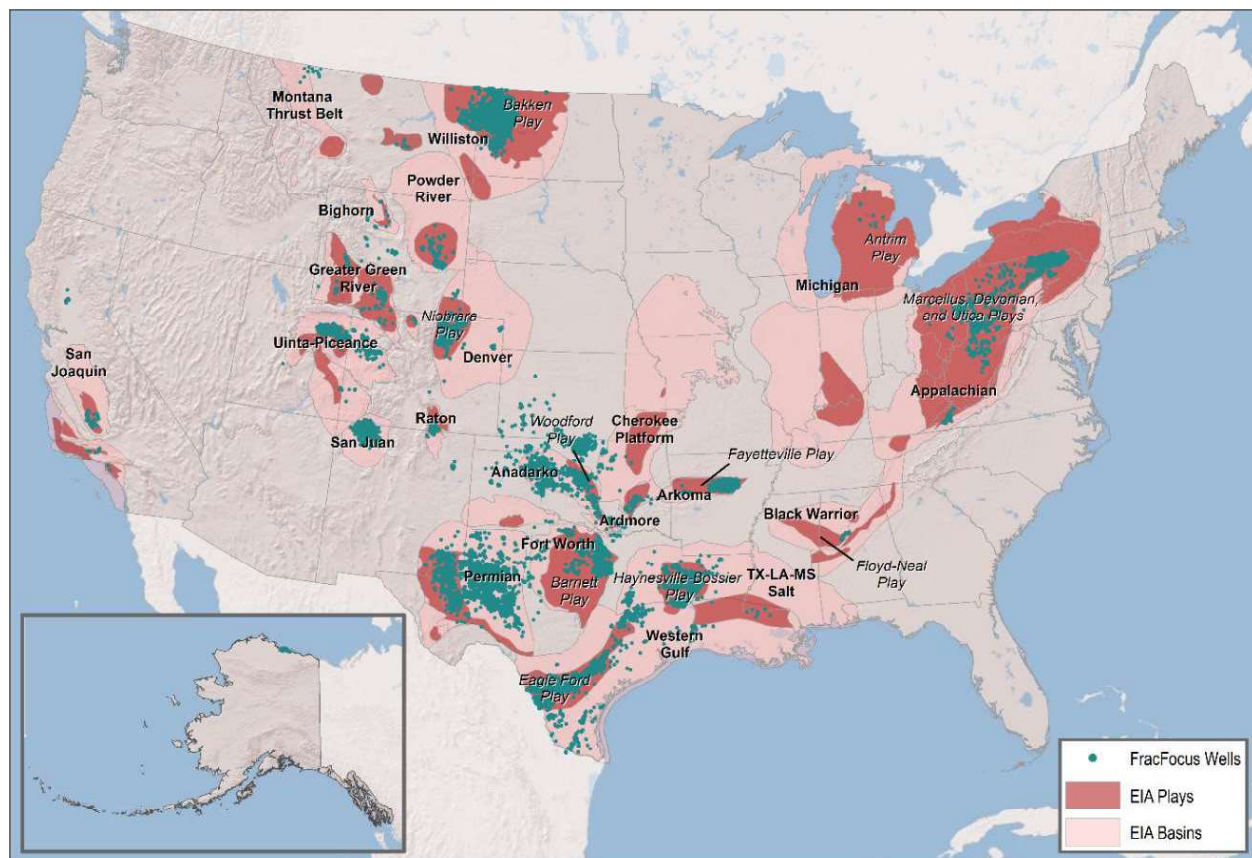 Montana
Thrust Belt
Bakken
Play
Williston
Powder
River
Bighorn
Antrim
Play
Greater Green
River
Michigan
Marcellus, Devonian,
and Utica Plays
Niobrara Play
Uinta-Piceance
San
Joaquin
Denver
Appalachian
Raton
Woodford
Play
Cherokee
Platform
San Juan
Fayetteville Play
Anadarko
Arkoma
Ardmore
Black Warrior
Fort Worth
Floyd-Neal
Play
Permian
Barnett
Play
Haynesville-Bossier
Play
TX-LA-MS
Salt
Western
Gulf
Eagle Ford
Play
FracFocus Wells
EIA Plays
EIA Basins